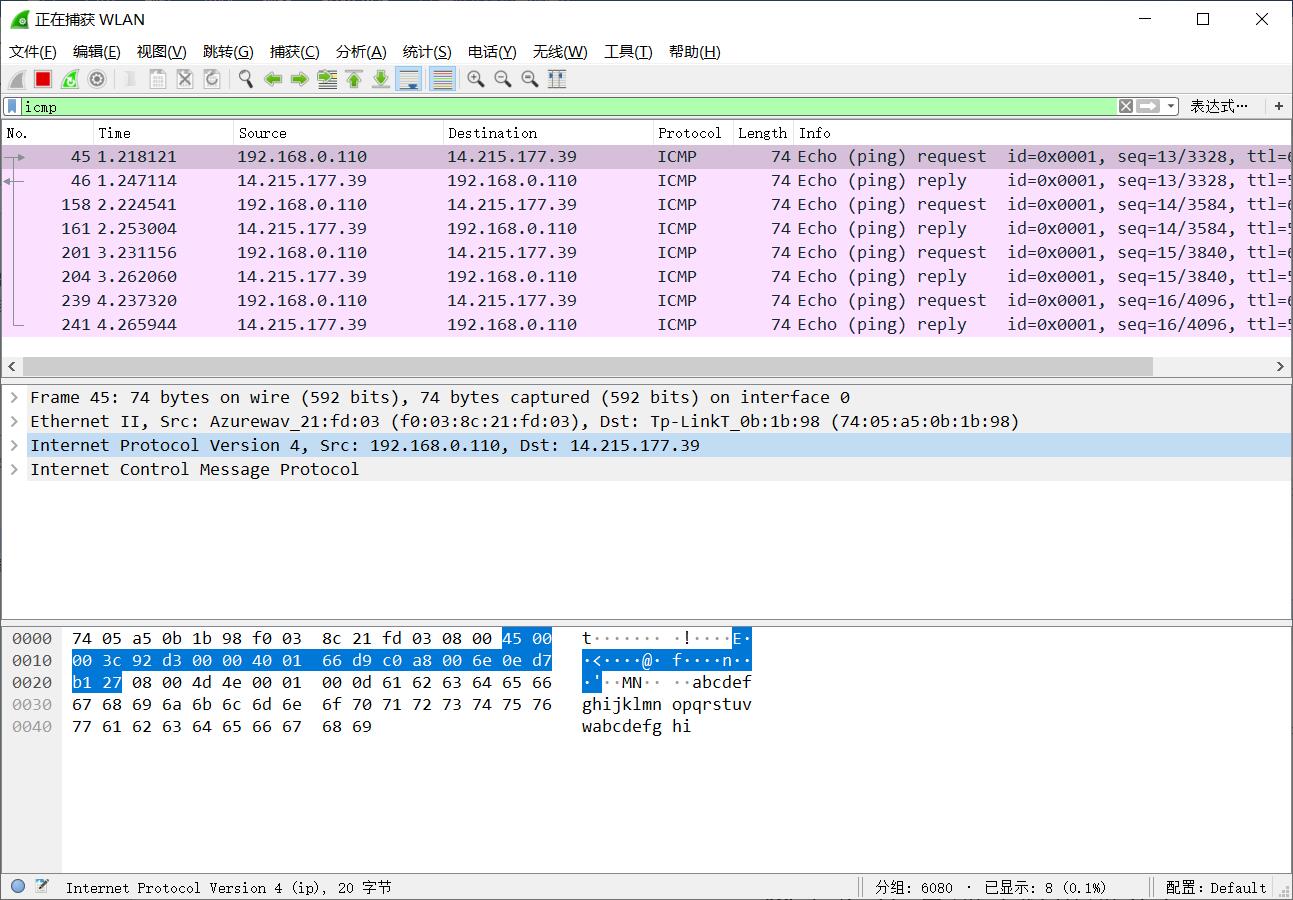 正在捕获 WLAN
文件(F) 编辑(E) 视图(V) 跳转(G) 捕获(C) 分析(A) 统计(S) 电话(Y) 无线(W) 工具(T) 帮助(H)
icmp 表达式… +
No. Time Source Destination Protocol Length Info
45 1.218121 192.168.0.110 14.215.177.39 ICMP 74 Echo (ping) request id=0x0001, seq=13/3328, ttl=6
46 1.247114 14.215.177.39 192.168.0.110 ICMP 74 Echo (ping) reply id=0x0001, seq=13/3328, ttl=5
158 2.224541 192.168.0.110 14.215.177.39 ICMP 74 Echo (ping) request id=0x0001, seq=14/3584, ttl=6
161 2.253004 14.215.177.39 192.168.0.110 ICMP 74 Echo (ping) reply id=0x0001, seq=14/3584, ttl=5
201 3.231156 192.168.0.110 14.215.177.39 ICMP 74 Echo (ping) request id=0x0001, seq=15/3840, ttl=6
204 3.262060 14.215.177.39 192.168.0.110 ICMP 74 Echo (ping) reply id=0x0001, seq=15/3840, ttl=5
239 4.237320 192.168.0.110 14.215.177.39 ICMP 74 Echo (ping) request id=0x0001, seq=16/4096, ttl=6
241 4.265944 14.215.177.39 192.168.0.110 ICMP 74 Echo (ping) reply id=0x0001, seq=16/4096, ttl=5
Frame 45: 74 bytes on wire (592 bits), 74 bytes captured (592 bits) on interface 0
Ethernet II, Src: Azurewav_21:fd:03 (f0:03:8c:21:fd:03), Dst: Tp-LinkT_0b:1b:98 (74:05:a5:0b:1b:98)
Internet Protocol Version 4, Src: 192.168.0.110, Dst: 14.215.177.39
Internet Control Message Protocol
0000 74 05 a5 0b 1b 98 f0 03 8c 21 fd 03 08 00 45 00 t······· ·!····E·
0010 00 3c 92 d3 00 00 40 01 66 d9 c0 a8 00 6e 0e d7 ·<····@· f····n··
0020 b1 27 08 00 4d 4e 00 01 00 0d 61 62 63 64 65 66 ·'··MN·· ··abcdef
0030 67 68 69 6a 6b 6c 6d 6e 6f 70 71 72 73 74 75 76 ghijklmn opqrstuv
0040 77 61 62 63 64 65 66 67 68 69 wabcdefg hi
Internet Protocol Version 4 (ip), 20 字节 分组: 6080 · 已显示: 8 (0.1%) 配置: Default